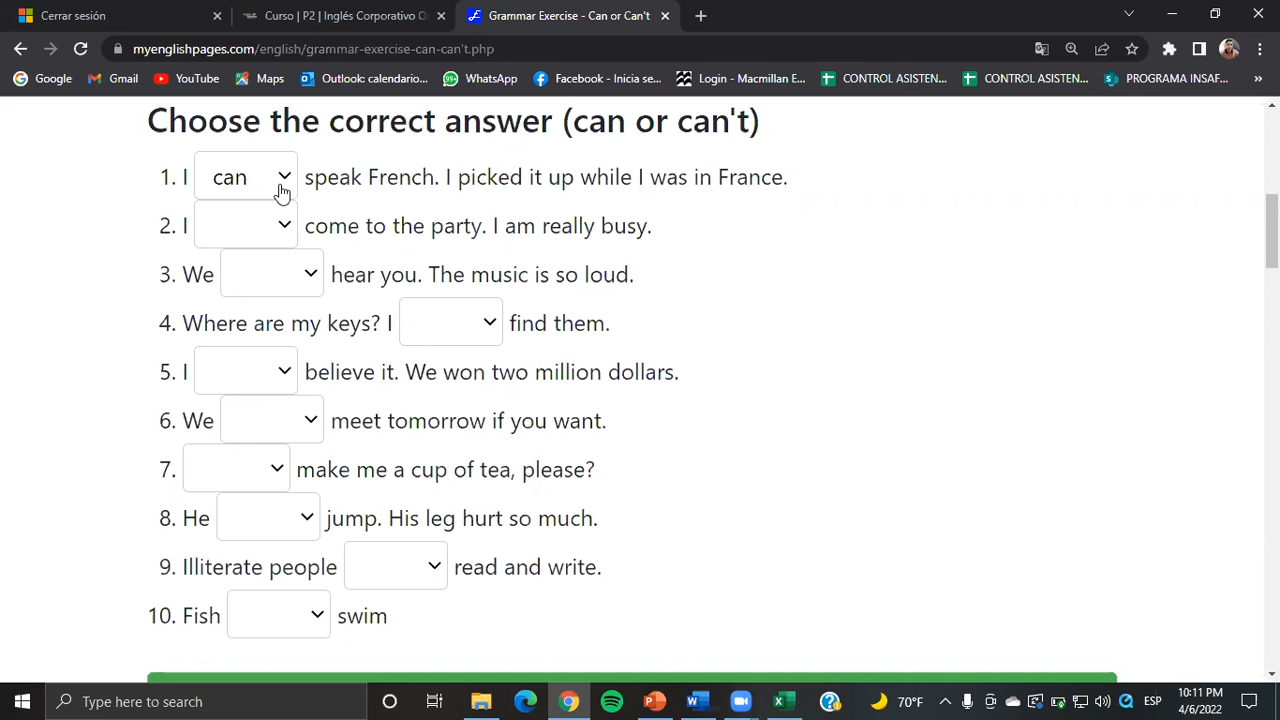 Cerrar sesión
Curso | P2 | Inglés Corporativo O
Grammar Exercise - Can or Can't
myenglishpages.com/english/grammar-exercise-can-can't.php
Google Gmail YouTube Maps Outlook: calendario... WhatsApp Facebook - Inicia se... Login - Macmillan E... CONTROL ASISTEN... CONTROL ASISTEN... PROGRAMA INSAF...
Choose the correct answer (can or can't)
1. I can speak French. I picked it up while I was in France.
2. I come to the party. I am really busy.
3. We hear you. The music is so loud.
4. Where are my keys? I find them.
5. I believe it. We won two million dollars.
6. We meet tomorrow if you want.
7. make me a cup of tea, please?
8. He jump. His leg hurt so much.
9. Illiterate people read and write.
10. Fish swim
Type here to search
70°F
ESP
10:11 PM
4/6/2022